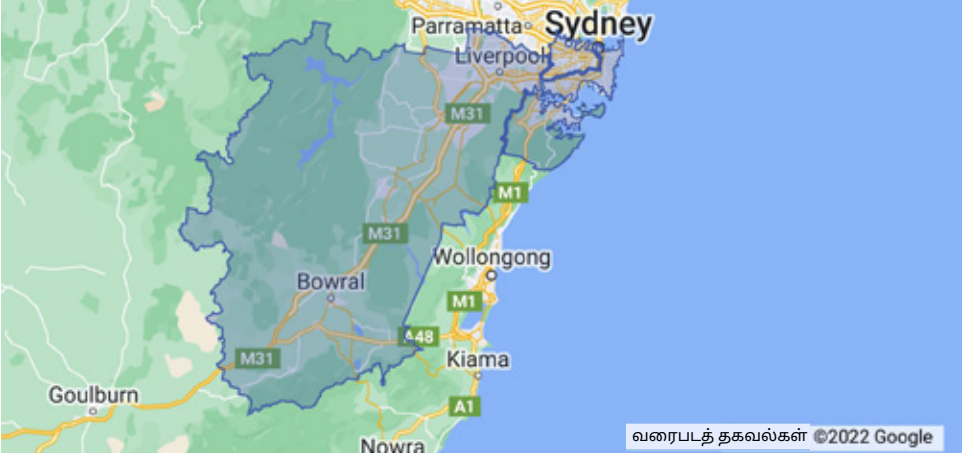 Parramatta
Sydney
Liverpool
M31
M1
M31
Wollongong
Bowral
M1
A48
M31
Kiama
Goulburn
A1
Nowra
வரைபடத் தகவல்கள் ©2022 Google